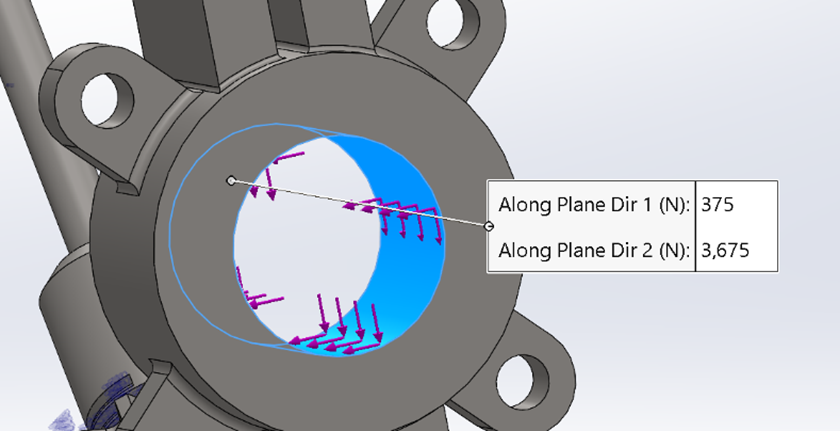 Along Plane Dir 1 (N): 375
Along Plane Dir 2 (N): 3,675